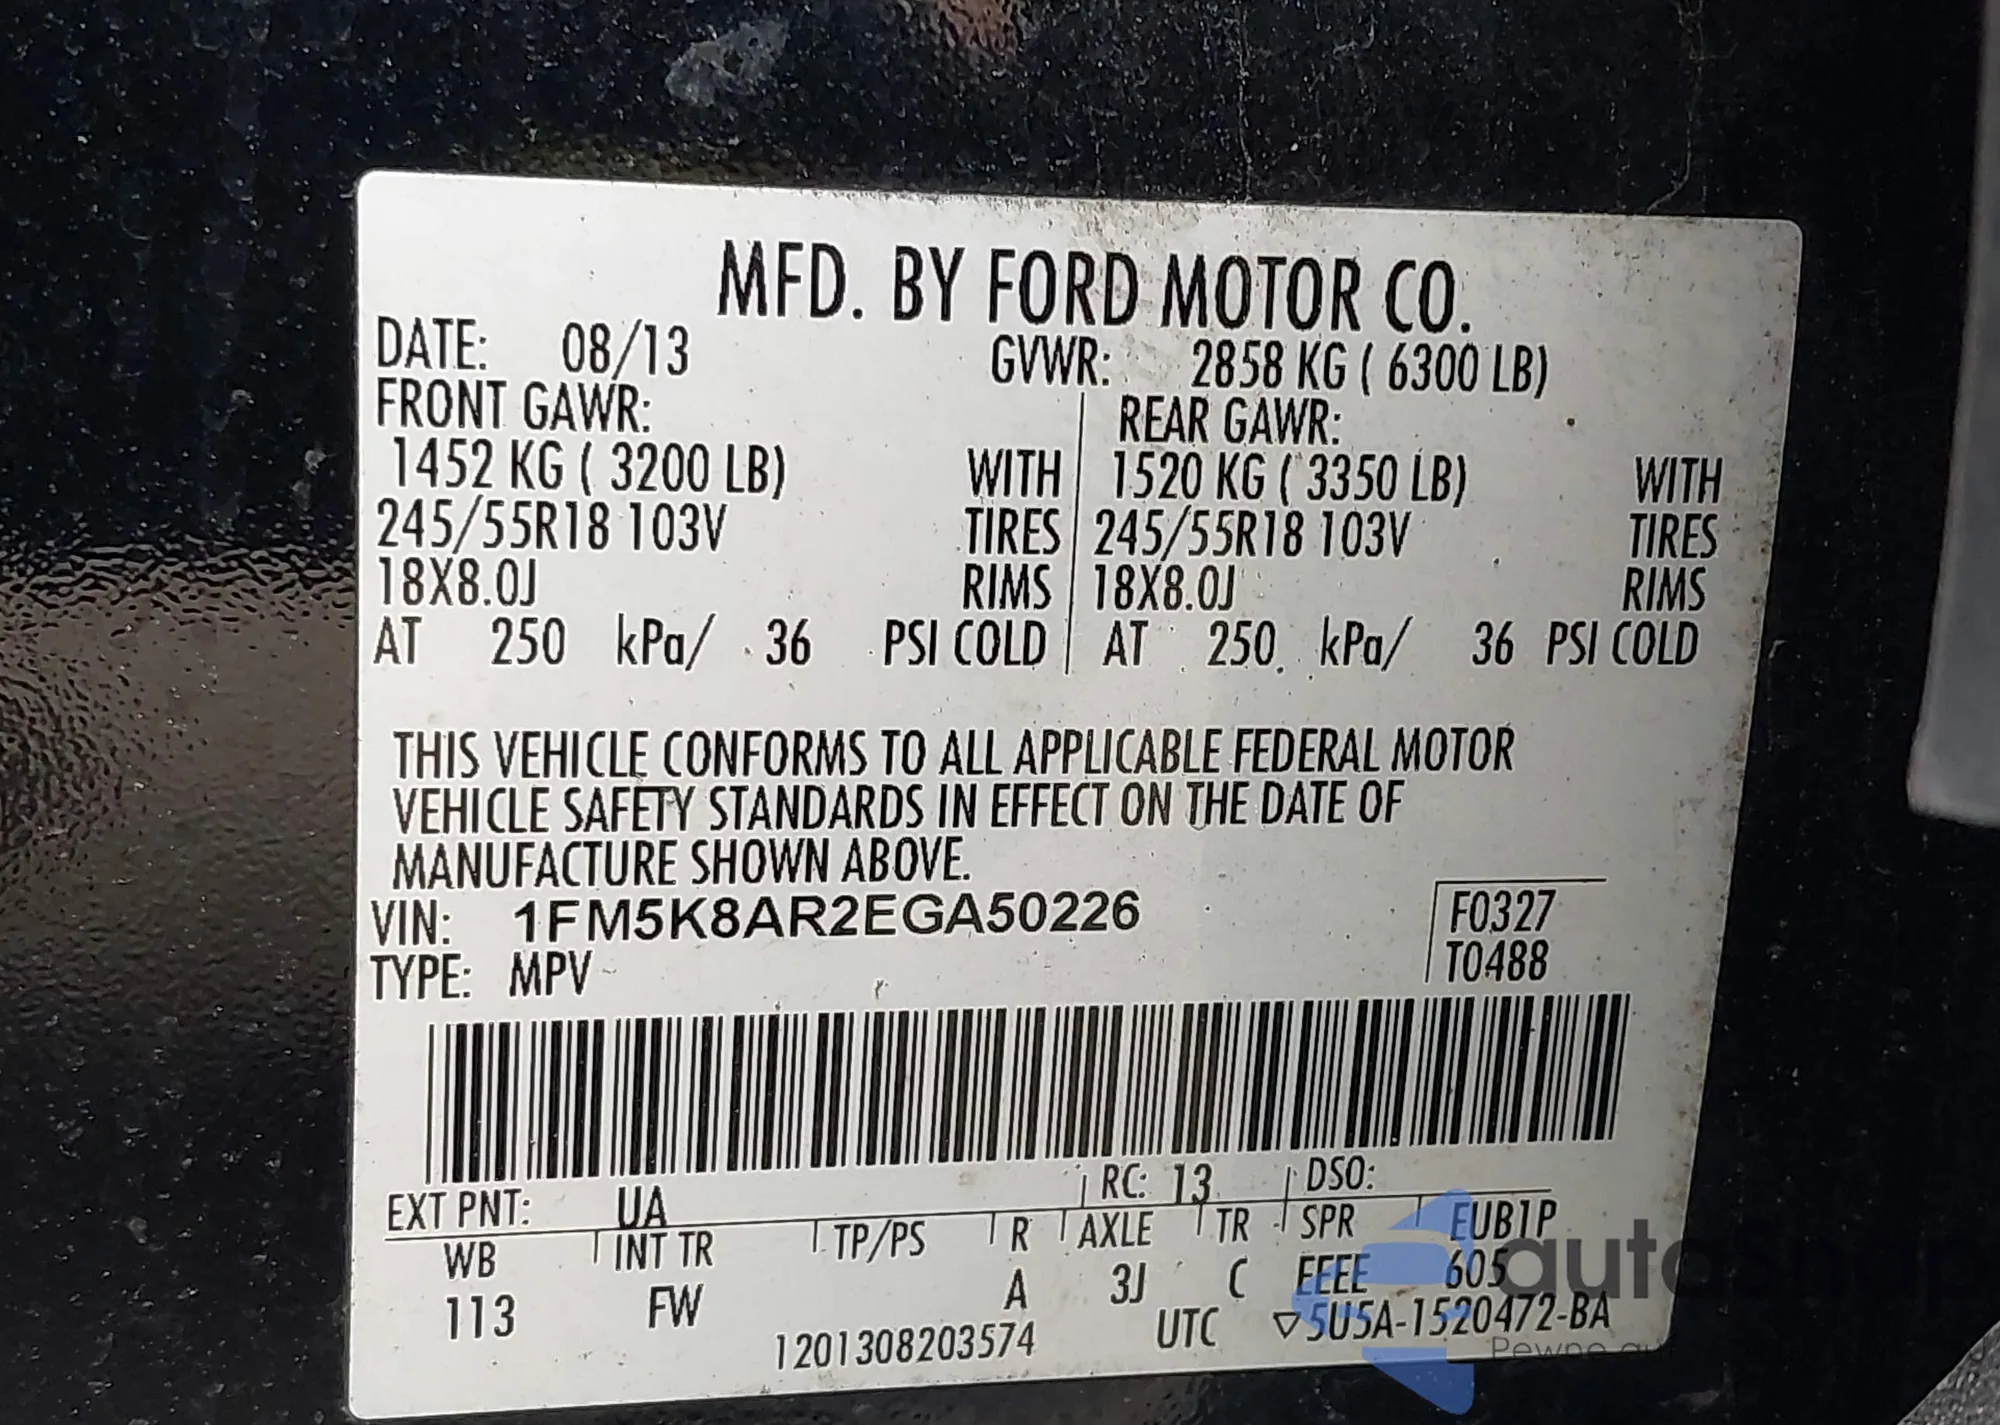 MFD. BY FORD MOTOR CO.
DATE: 08/13 GVWR: 2858 KG ( 6300 LB)
FRONT GAWR: REAR GAWR:
1452 KG ( 3200 LB) WITH 1520 KG ( 3350 LB) WITH
245/55R18 103V TIRES 245/55R18 103V TIRES
18X8.0J RIMS 18X8.0J RIMS
AT 250 kPa/ 36 PSI COLD AT 250 kPa/ 36 PSI COLD
THIS VEHICLE CONFORMS TO ALL APPLICABLE FEDERAL MOTOR
VEHICLE SAFETY STANDARDS IN EFFECT ON THE DATE OF
MANUFACTURE SHOWN ABOVE.
VIN: 1FM5K8AR2EGA50226 F0327
TYPE: MPV T0488
EXT PNT: UA RC: 13 DSO:
WB INT TR TP/PS R AXLE TR SPR EUB1P
113 FW A 3J C EEEE 605
1201308203574 UTC ▽5U5A-1520472-BA
autoshop
Pewne